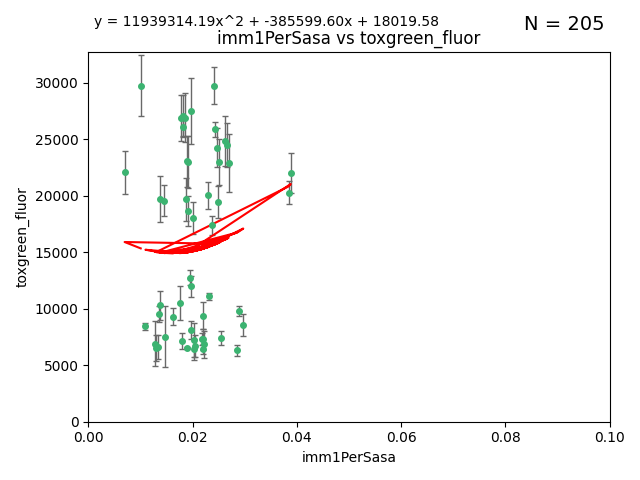 y = 11939314.19x^2 + -385599.60x + 18019.58
N = 205
imm1PerSasa vs toxgreen_fluor
30000
25000
20000
15000
10000
5000
0
toxgreen_fluor
0.00 0.02 0.04 0.06 0.08 0.10
imm1PerSasa